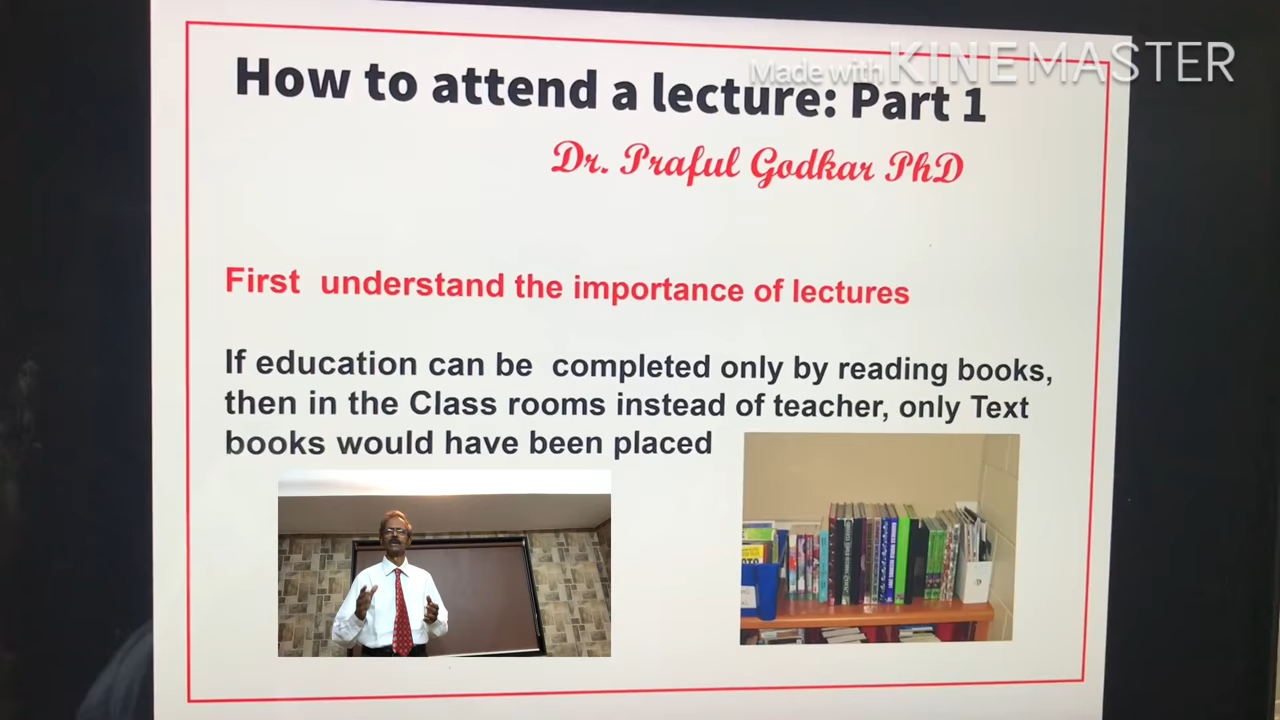 Made with KINEMASTER
How to attend a lecture: Part 1
Dr. Praful Godkar PhD
First understand the importance of lectures
If education can be completed only by reading books,
then in the Class rooms instead of teacher, only Text
books would have been placed